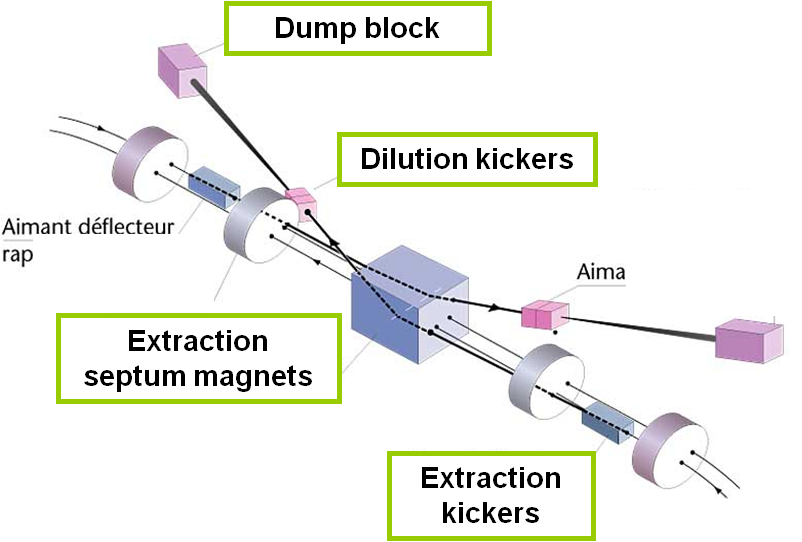 Dump block
Dilution kickers
Aimant déflecteur
rap
Aima
Extraction
septum magnets
Extraction
kickers